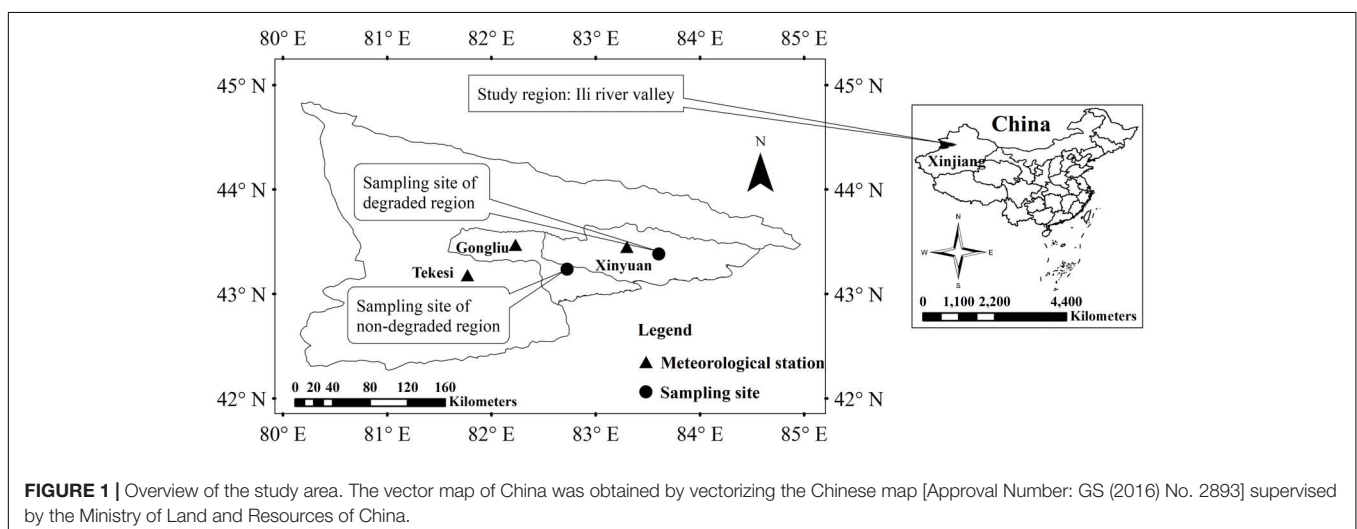 80° E 81° E 82° E 83° E 84° E 85° E
45° N 45° N
Study region: Ili river valley
China
Xinjiang
N
44° N 44° N
Sampling site of
degraded region
Gongliu
Xinyuan
Tekesi
43° N 43° N
Sampling site of
non-degraded region
Legend
Meteorological station
Sampling site
0 20 40 80 120 160
Kilometers
42° N 42° N
80° E 81° E 82° E 83° E 84° E 85° E
N
W E
S
0 1,100 2,200 4,400
Kilometers
FIGURE 1 | Overview of the study area. The vector map of China was obtained by vectorizing the Chinese map [Approval Number: GS (2016) No. 2893] supervised
by the Ministry of Land and Resources of China.